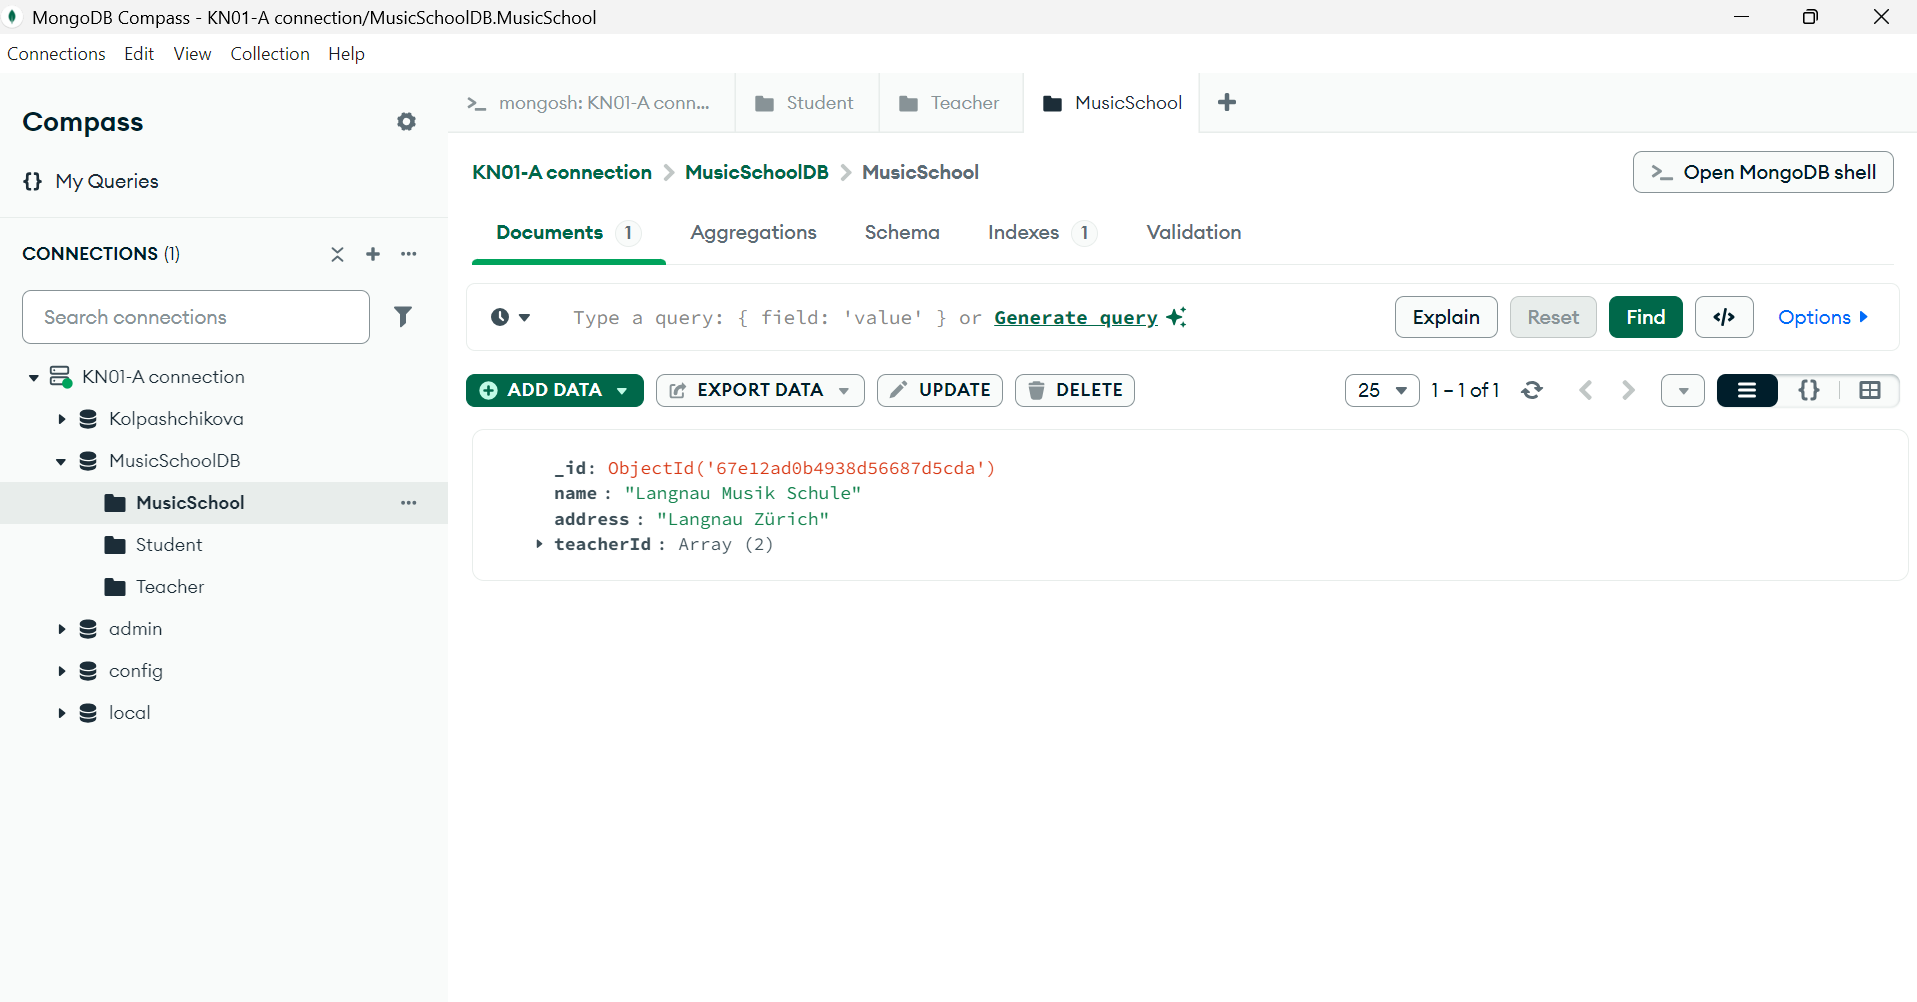 MongoDB Compass - KN01-A connection/MusicSchoolDB.MusicSchool
Connections Edit View Collection Help
Compass
My Queries
CONNECTIONS (1)
Search connections
KN01-A connection
Kolpashchikova
MusicSchoolDB
MusicSchool
Student
Teacher
admin
config
local
mongosh: KN01-A conn... Student Teacher MusicSchool
KN01-A connection > MusicSchoolDB > MusicSchool
Open MongoDB shell
Documents 1 Aggregations Schema Indexes 1 Validation
Type a query: { field: 'value' } or Generate query
Explain Reset Find </> Options
ADD DATA EXPORT DATA UPDATE DELETE
25 1 – 1 of 1 {}
_id: ObjectId('67e12ad0b4938d56687d5cda')
name : "Langnau Musik Schule"
address : "Langnau Zürich"
teacherId : Array (2)